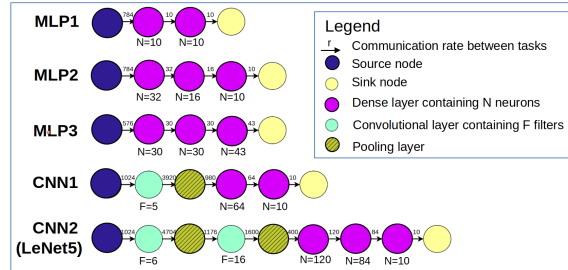 MLP1
784 10 10
N=10 N=10
MLP2
784 32 16 10
N=32 N=16 N=10
MLP3
576 30 30 43
N=30 N=30 N=43
CNN1
1024 3920 980 64 10
F=5 N=64 N=10
CNN2
(LeNet5)
1024 4704 1176 1600 400 120 84 10
F=6 F=16 N=120 N=84 N=10
Legend
r Communication rate between tasks
Source node
Sink node
Dense layer containing N neurons
Convolutional layer containing F filters
Pooling layer